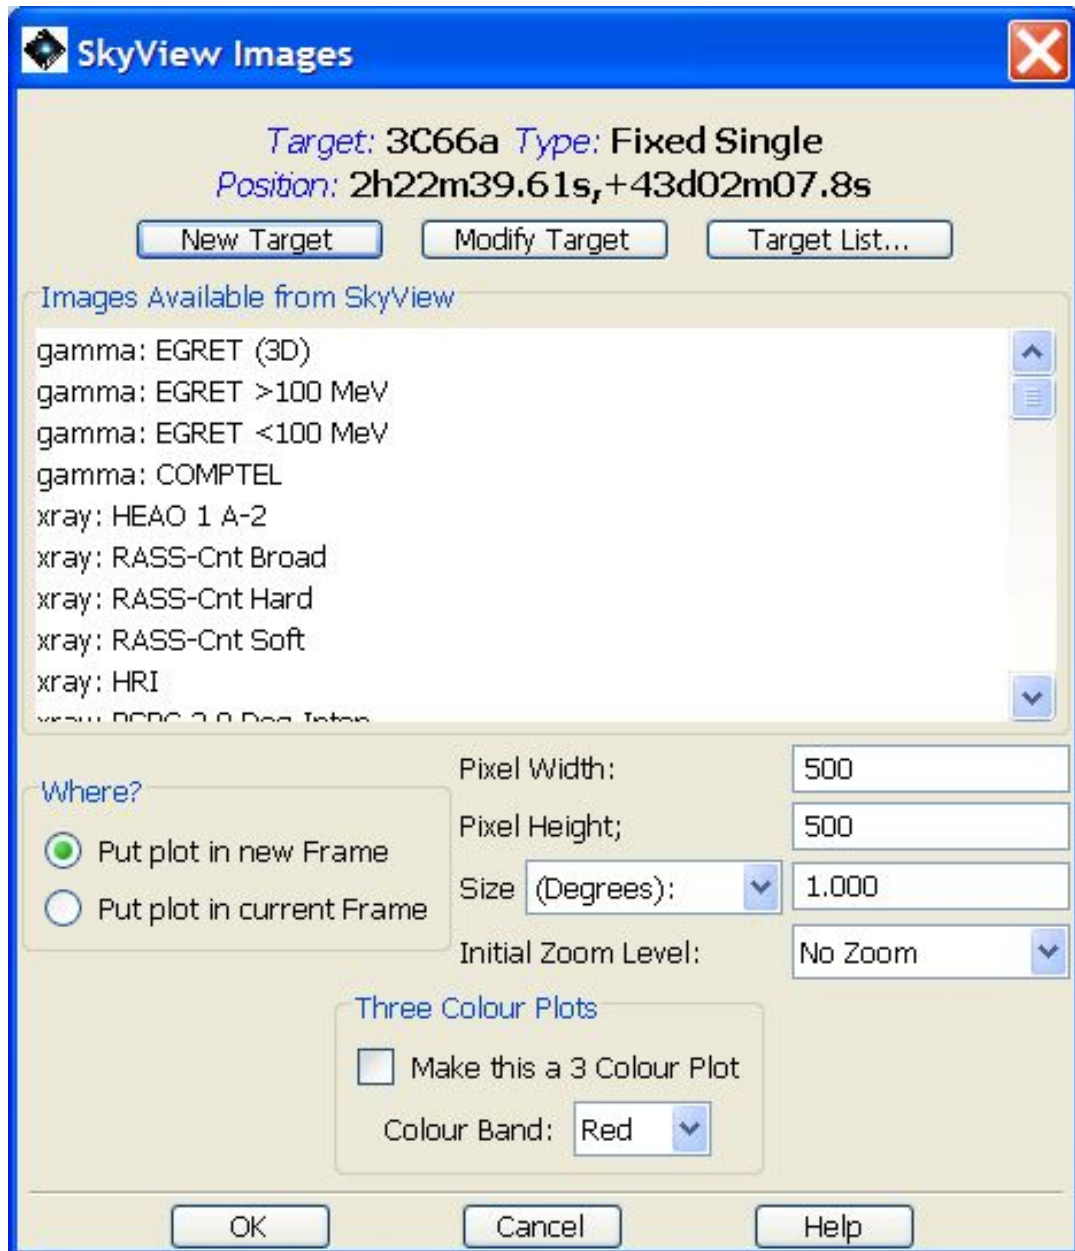 SkyView Images
Target: 3C66a Type: Fixed Single
Position: 2h22m39.61s,+43d02m07.8s
New Target Modify Target Target List...
Images Available from SkyView
gamma: EGRET (3D)
gamma: EGRET >100 MeV
gamma: EGRET <100 MeV
gamma: COMPTEL
xray: HEAO 1 A-2
xray: RASS-Cnt Broad
xray: RASS-Cnt Hard
xray: RASS-Cnt Soft
xray: HRI
Where?
Put plot in new Frame
Put plot in current Frame
Pixel Width: 500
Pixel Height; 500
Size (Degrees): 1.000
Initial Zoom Level: No Zoom
Three Colour Plots
Make this a 3 Colour Plot
Colour Band: Red
OK Cancel Help